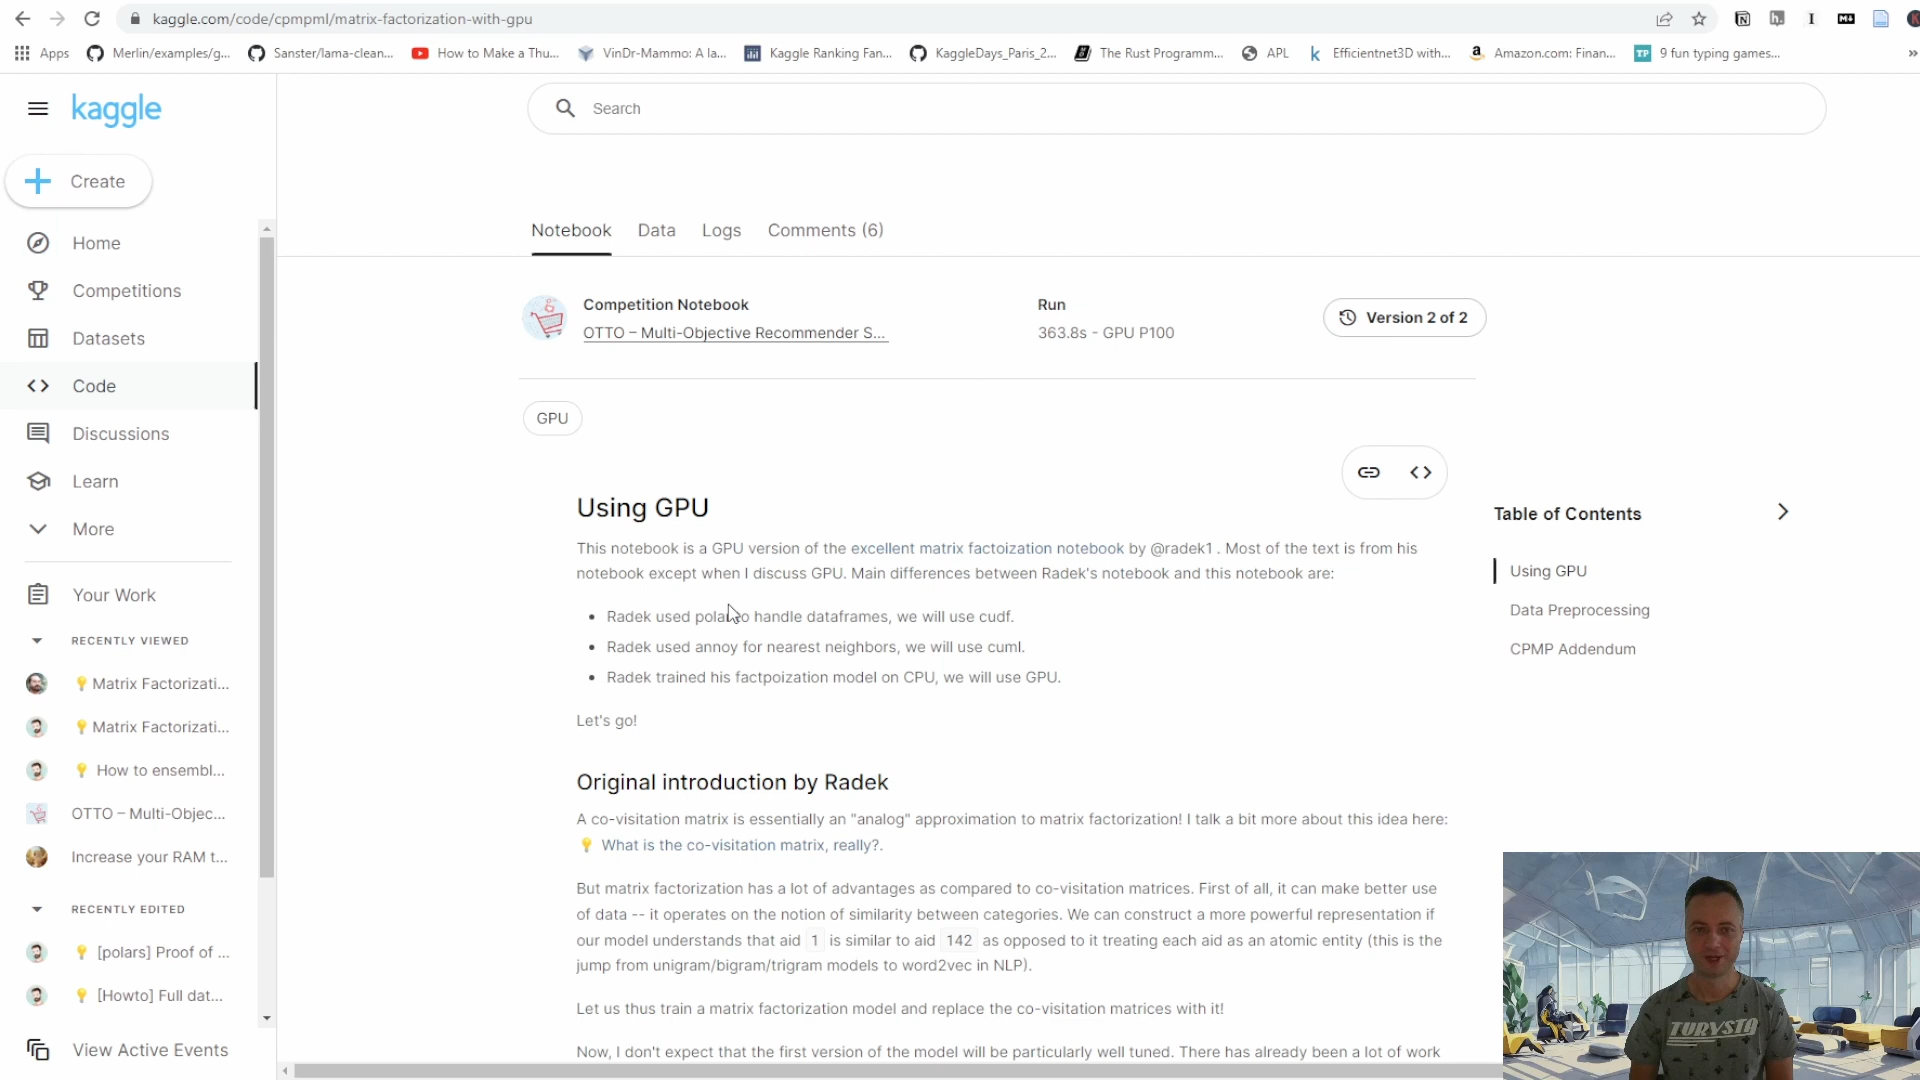 kaggle.com/code/cpmpml/matrix-factorization-with-gpu
Apps
Merlin/examples/g...
Sanster/lama-clean...
How to Make a Thu...
VinDr-Mammo: A la...
Kaggle Ranking Fan...
KaggleDays_Paris_2...
The Rust Programm...
APL
Efficientnet3D with...
Amazon.com: Finan...
TP
9 fun typing games...
»
kaggle
Search
Create
Home
Competitions
Datasets
Code
Discussions
Learn
More
Your Work
RECENTLY VIEWED
Matrix Factorizati...
Matrix Factorizati...
How to ensembl...
OTTO – Multi-Objec...
Increase your RAM t...
RECENTLY EDITED
[polars] Proof of ...
[Howto] Full dat...
View Active Events
Notebook
Data
Logs
Comments (6)
Competition Notebook
OTTO – Multi-Objective Recommender S...
Run
363.8s - GPU P100
Version 2 of 2
GPU
Using GPU
This notebook is a GPU version of the excellent matrix factoization notebook by @radek1 . Most of the text is from his
notebook except when I discuss GPU. Main differences between Radek's notebook and this notebook are:
• Radek used to handle dataframes, we will use cudf.
• Radek used annoy for nearest neighbors, we will use cuml.
• Radek trained his factpoization model on CPU, we will use GPU.
Let's go!
Original introduction by Radek
A co-visitation matrix is essentially an "analog" approximation to matrix factorization! I talk a bit more about this idea here:
What is the co-visitation matrix, really?.
But matrix factorization has a lot of advantages as compared to co-visitation matrices. First of all, it can make better use
of data -- it operates on the notion of similarity between categories. We can construct a more powerful representation if
our model understands that aid 1 is similar to aid 142 as opposed to it treating each aid as an atomic entity (this is the
jump from unigram/bigram/trigram models to word2vec in NLP).
Let us thus train a matrix factorization model and replace the co-visitation matrices with it!
Now, I don't expect that the first version of the model will be particularly well tuned. There has already been a lot of work
Table of Contents
Using GPU
Data Preprocessing
CPMP Addendum
TURYSTA